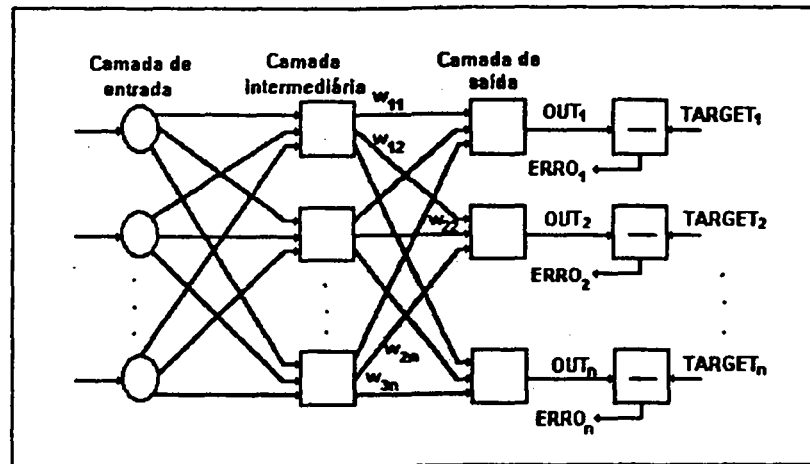 Camada de
entrada
Camada
intermediária
Camada de
saída
w11
w12
OUT1
TARGET1
ERRO1
w22
OUT2
TARGET2
ERRO2
w2n
w3n
OUTn
TARGETn
ERROn